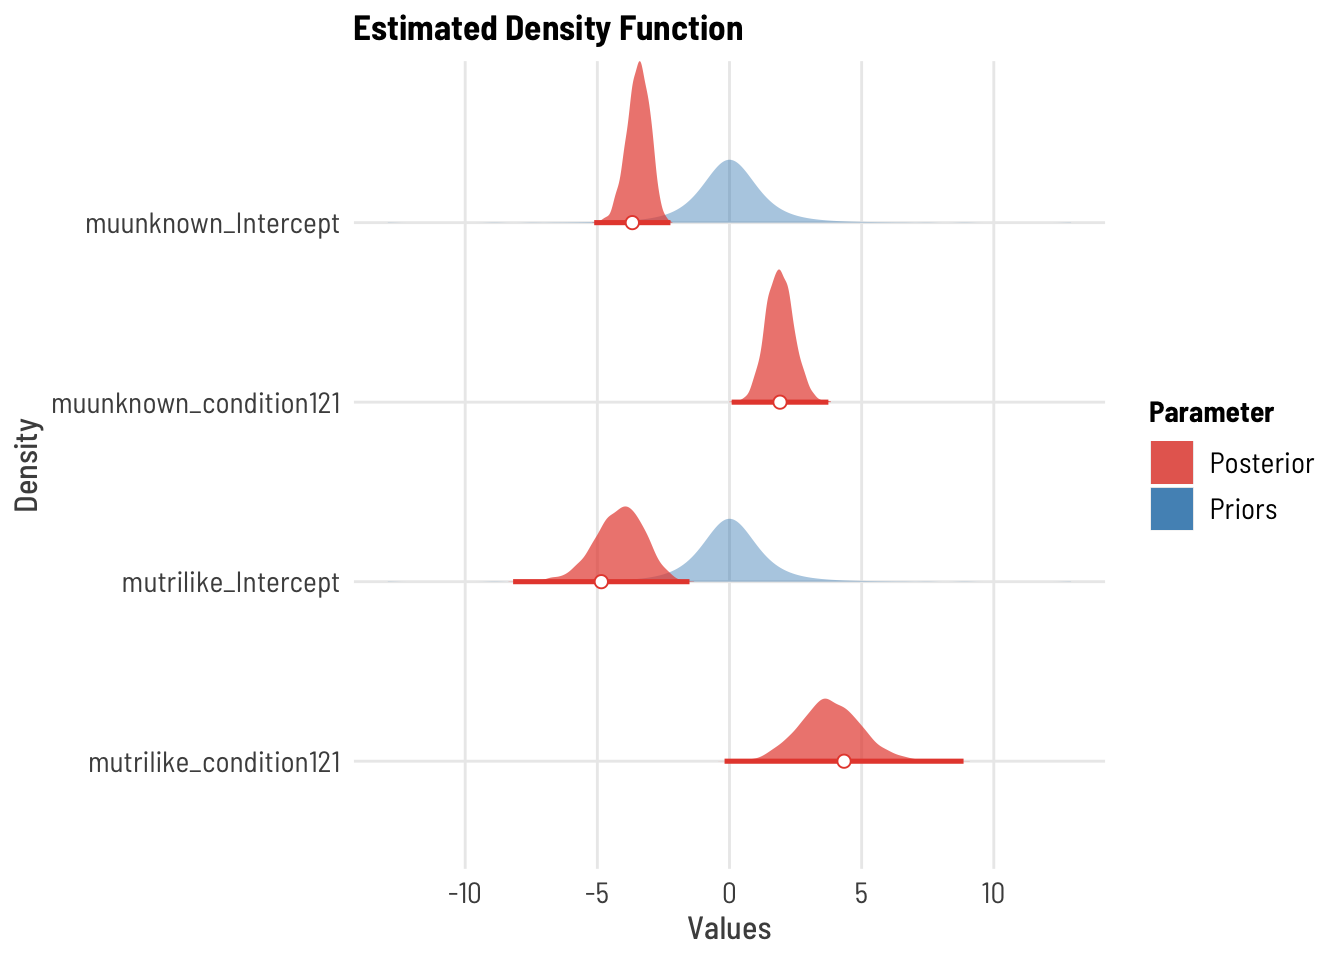 Estimated Density Function
muunknown_Intercept
muunknown_condition121
mutrilike_Intercept
mutrilike_condition121
Density
-10 -5 0 5 10
Values
Parameter
Posterior
Priors